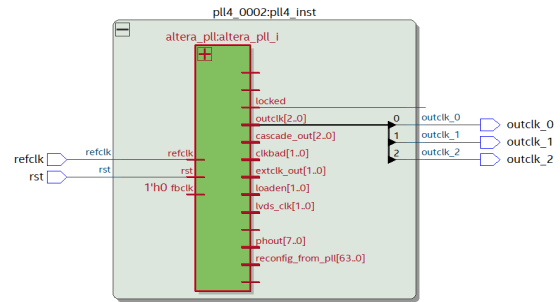 pll4_0002:pll4_inst
altera_pll:altera_pll_i
locked
outclk[2..0]
0
outclk_0
outclk_0
cascade_out[2..0]
1
outclk_1
outclk_1
refclk
refclk
refclk
clkbad[1..0]
2
outclk_2
outclk_2
rst
rst
rst
extclk_out[1..0]
1'h0
fbclk
loaden[1..0]
lvds_clk[1..0]
phout[7..0]
reconfig_from_pll[63..0]